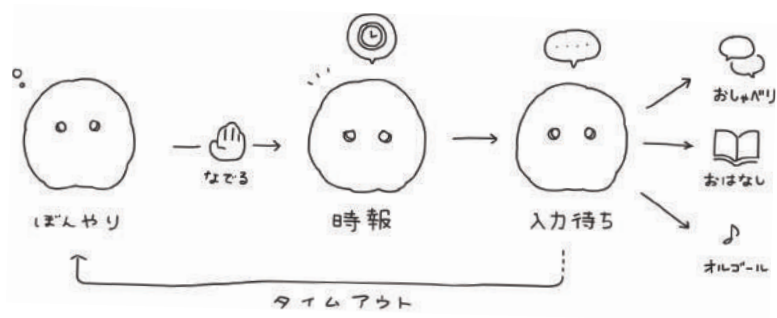 おしゃべり
なでる
おはなし
ぼんやり
時報
入力待ち
オルゴール
タイムアウト